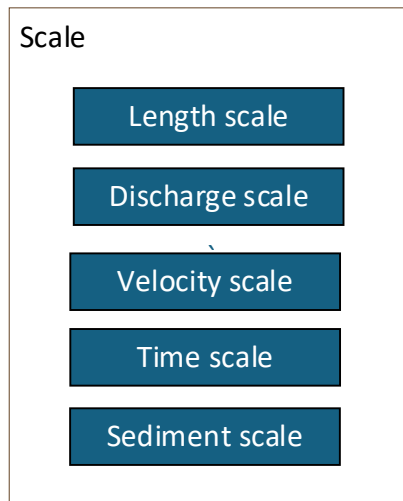 Scale
Length scale
Discharge scale
`
Velocity scale
Time scale
Sediment scale